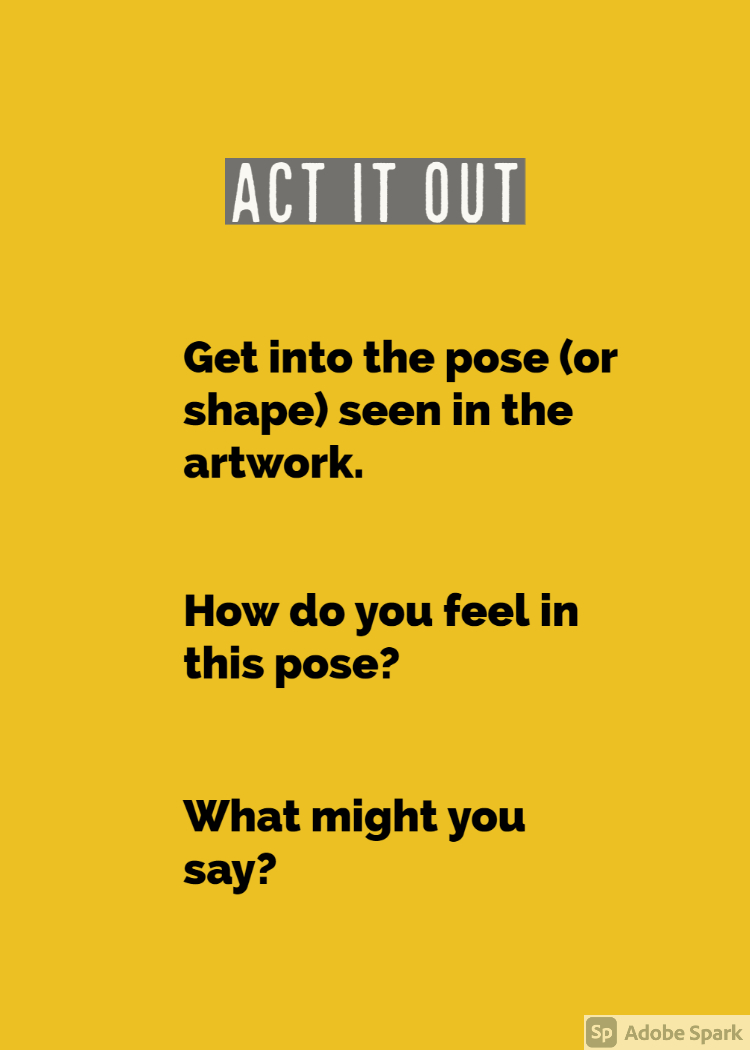 ACT IT OUT
Get into the pose (or
shape) seen in the
artwork.
How do you feel in
this pose?
What might you
say?
Sp Adobe Spark